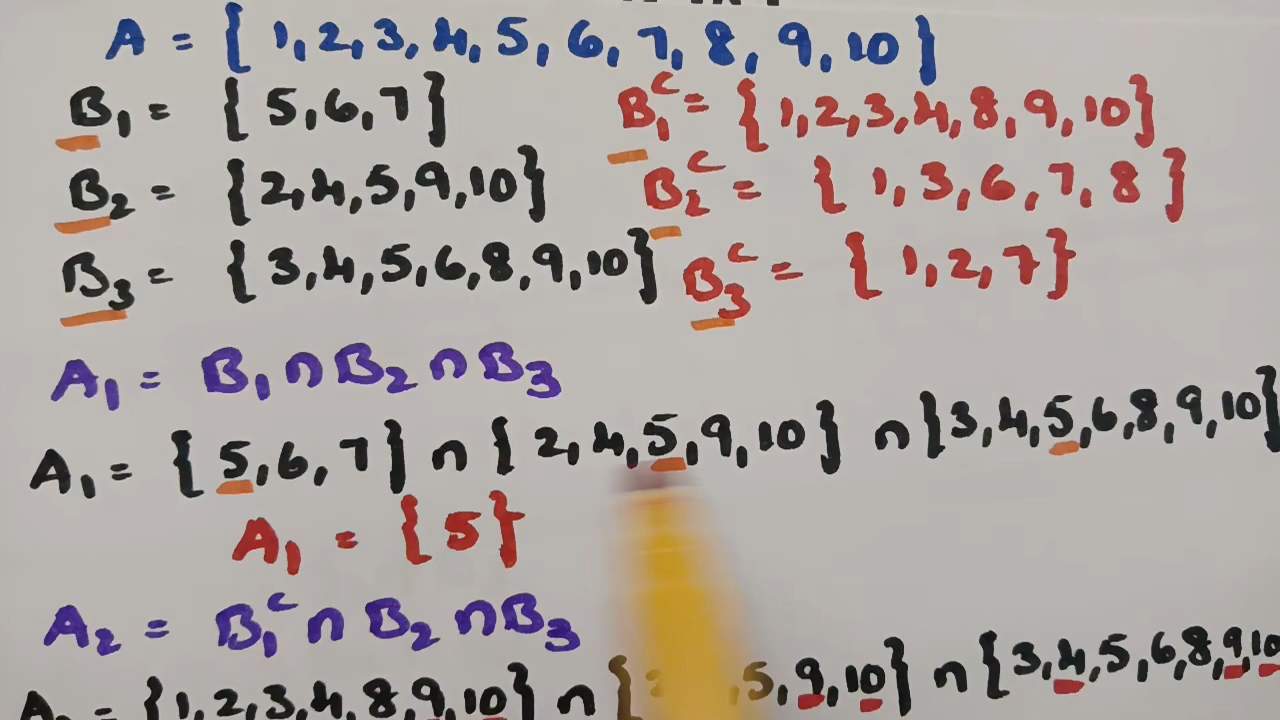 A = { 1, 2, 3, 4, 5, 6, 7, 8, 9, 10 }
B₁ = { 5, 6, 7 } B₁ᶜ = { 1, 2, 3, 4, 8, 9, 10 }
B₂ = { 2, 4, 5, 9, 10 } B₂ᶜ = { 1, 3, 6, 7, 8 }
B₃ = { 3, 4, 5, 6, 8, 9, 10 } B₃ᶜ = { 1, 2, 7 }
A₁ = B₁ ∩ B₂ ∩ B₃
A₁ = { 5, 6, 7 } ∩ { 2, 4, 5, 9, 10 } ∩ { 3, 4, 5, 6, 8, 9, 10 }
A₁ = { 5 }
A₂ = B₁ᶜ ∩ B₂ ∩ B₃
= { 1, 2, 3, 4, 8, 9, 10 } ∩ { , 5, 9, 10 } ∩ { 3, 4, 5, 6, 8, 9, 10